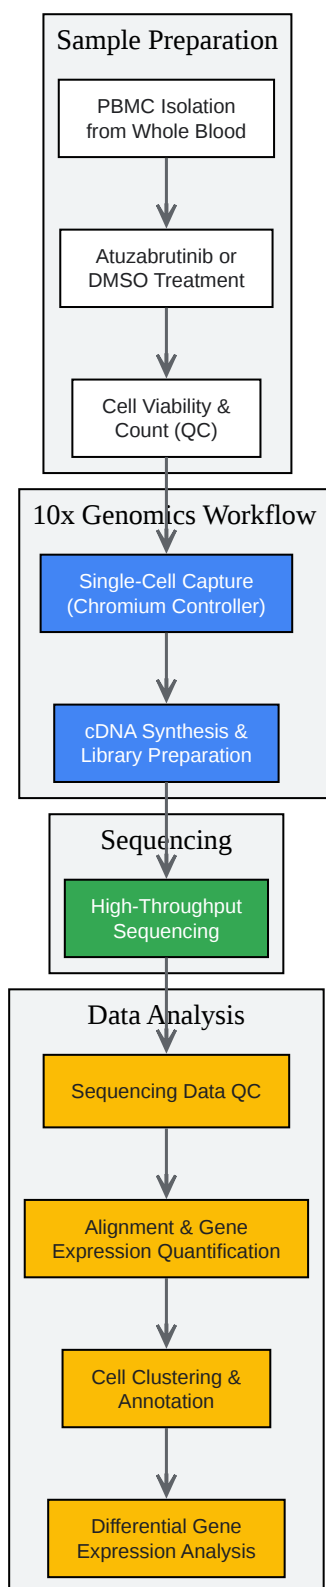 Sample Preparation
PBMC Isolation
from Whole Blood
Atuzabrutinib or
DMSO Treatment
Cell Viability &
Count (QC)
10x Genomics Workflow
Single-Cell Capture
(Chromium Controller)
cDNA Synthesis &
Library Preparation
Sequencing
High-Throughput
Sequencing
Data Analysis
Sequencing Data QC
Alignment & Gene
Expression Quantification
Cell Clustering &
Annotation
Differential Gene
Expression Analysis